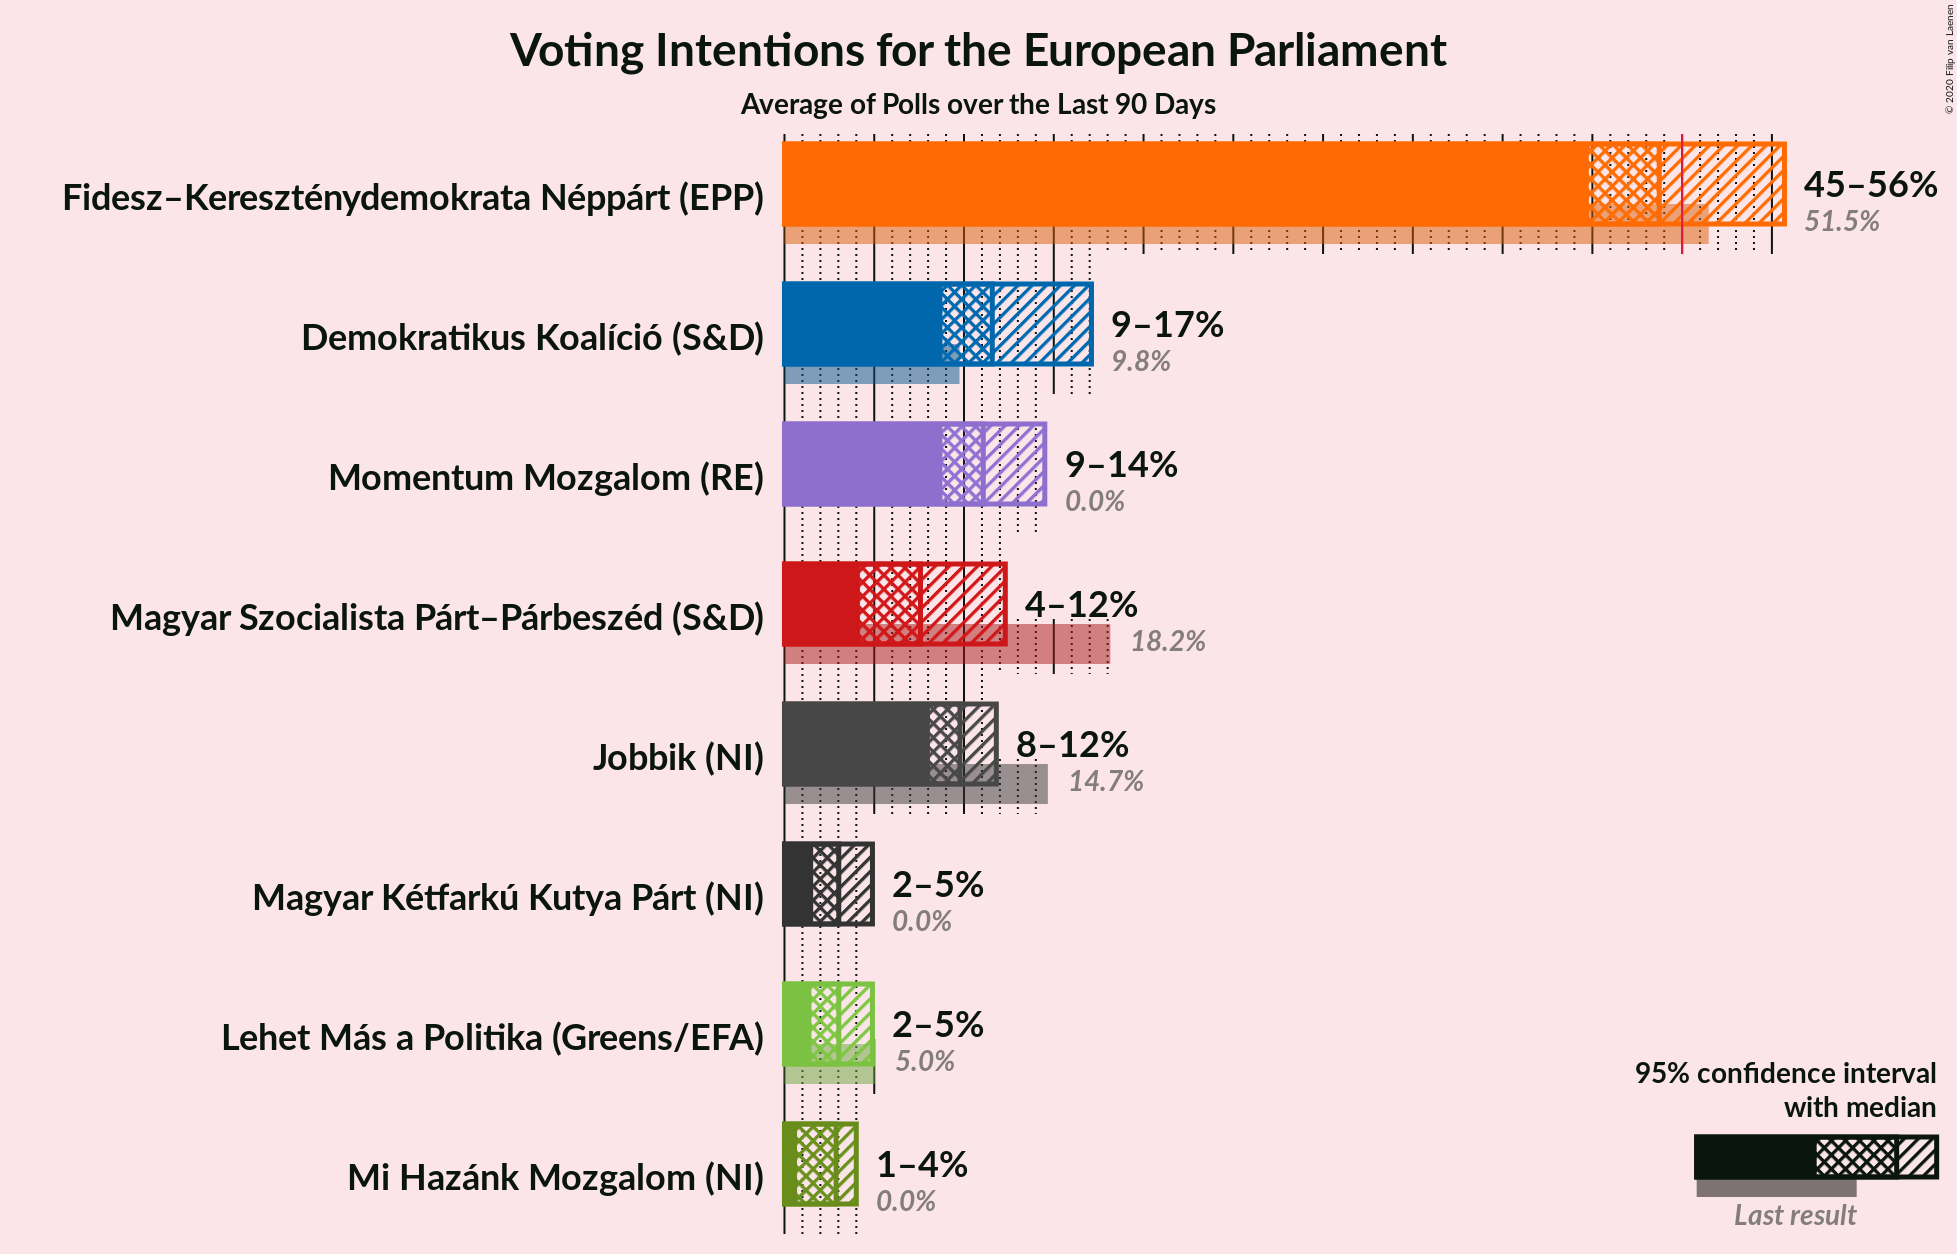 Voting Intentions for the European Parliament
Average of Polls over the Last 90 Days
© 2020 Filip van Laenen
Fidesz–Kereszténydemokrata Néppárt (EPP)
45–56%
51.5%
Demokratikus Koalíció (S&D)
9–17%
9.8%
Momentum Mozgalom (RE)
9–14%
0.0%
Magyar Szocialista Párt–Párbeszéd (S&D)
4–12%
18.2%
Jobbik (NI)
8–12%
14.7%
Magyar Kétfarkú Kutya Párt (NI)
2–5%
0.0%
Lehet Más a Politika (Greens/EFA)
2–5%
5.0%
Mi Hazánk Mozgalom (NI)
1–4%
0.0%
95% confidence interval
with median
Last result